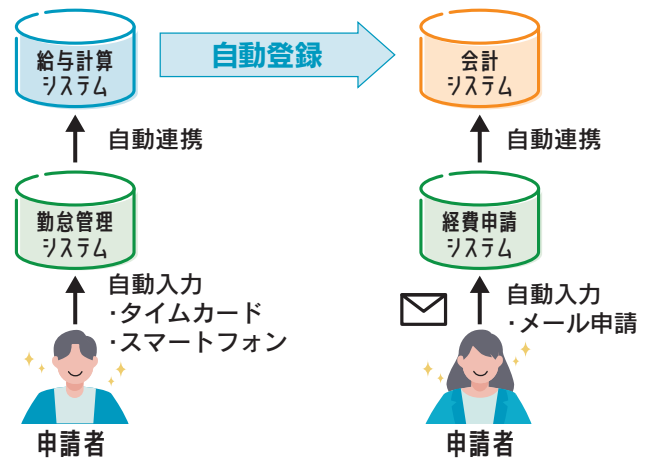 給与計算
システム
自動登録
会計
システム
自動連携
自動連携
勤怠管理
システム
経費申請
システム
自動入力
・タイムカード
・スマートフォン
自動入力
・メール申請
申請者
申請者